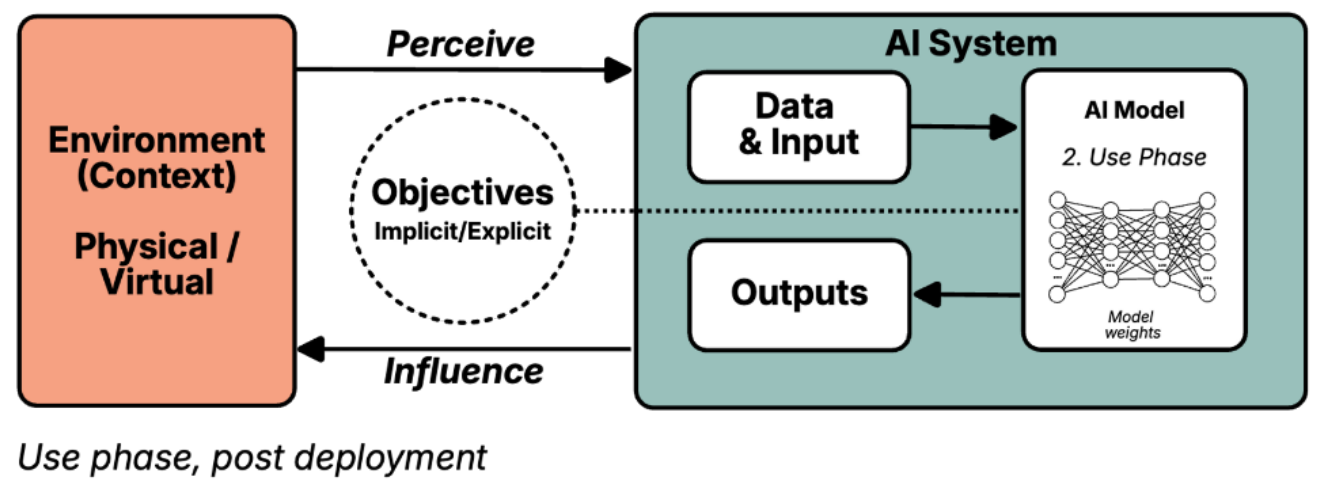 Perceive
AI System
Environment
(Context)
Physical /
Virtual
Objectives
Implicit/Explicit
Data
& Input
AI Model
2. Use Phase
...
...
...
...
Model
weights
Outputs
Influence
Use phase, post deployment